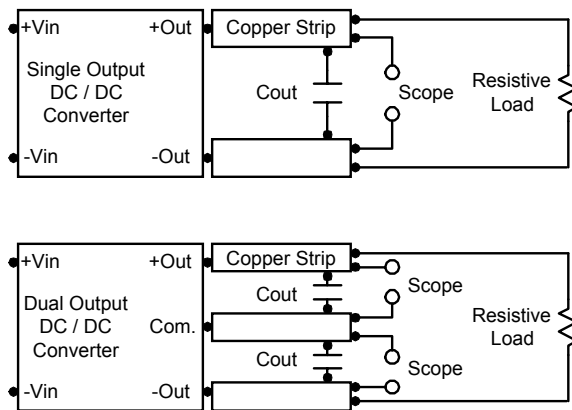 +Vin +Out Copper Strip
Single Output
DC / DC
Converter
Cout
Scope
Resistive
Load
-Vin -Out
+Vin +Out Copper Strip
Cout
Scope
Dual Output
DC / DC
Converter
Com.
Resistive
Load
Cout
Scope
-Vin -Out